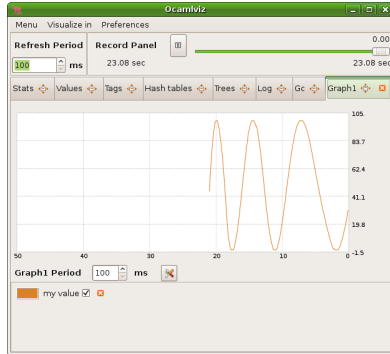 Ocamlviz
Menu Visualize in Preferences
Refresh Period Record Panel 0.00
100 ms 23.08 sec 23.08 sec
Stats Values Tags Hash tables Trees Log Gc Graph1
105.
83.7
62.4
41.1
19.8
-1.5
50 40 30 20 10 0
Graph1 Period 100 ms
my value